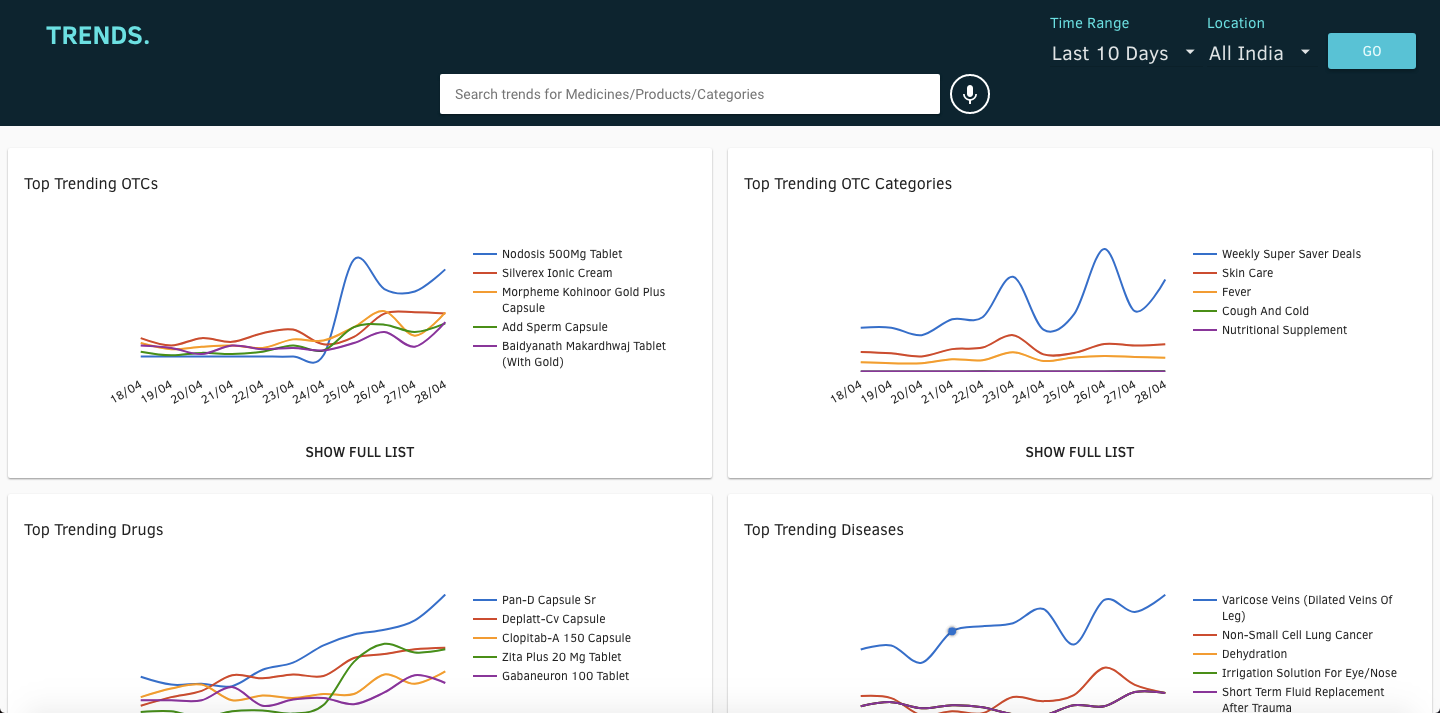 TRENDS.
Time Range
Location
Last 10 Days
All India
GO
Search trends for Medicines/Products/Categories
Top Trending OTCs
Nodosis 500Mg Tablet
Silverex Ionic Cream
Morpheme Kohinoor Gold Plus
Capsule
Add Sperm Capsule
Baidyanath Makardhwaj Tablet
(With Gold)
18/04
19/04
20/04
21/04
22/04
23/04
24/04
25/04
26/04
27/04
28/04
SHOW FULL LIST
Top Trending OTC Categories
Weekly Super Saver Deals
Skin Care
Fever
Cough And Cold
Nutritional Supplement
18/04
19/04
20/04
21/04
22/04
23/04
24/04
25/04
26/04
27/04
28/04
SHOW FULL LIST
Top Trending Drugs
Pan-D Capsule Sr
Deplatt-Cv Capsule
Clopitab-A 150 Capsule
Zita Plus 20 Mg Tablet
Gabaneuron 100 Tablet
Top Trending Diseases
Varicose Veins (Dilated Veins Of
Leg)
Non-Small Cell Lung Cancer
Dehydration
Irrigation Solution For Eye/Nose
Short Term Fluid Replacement
After Trauma